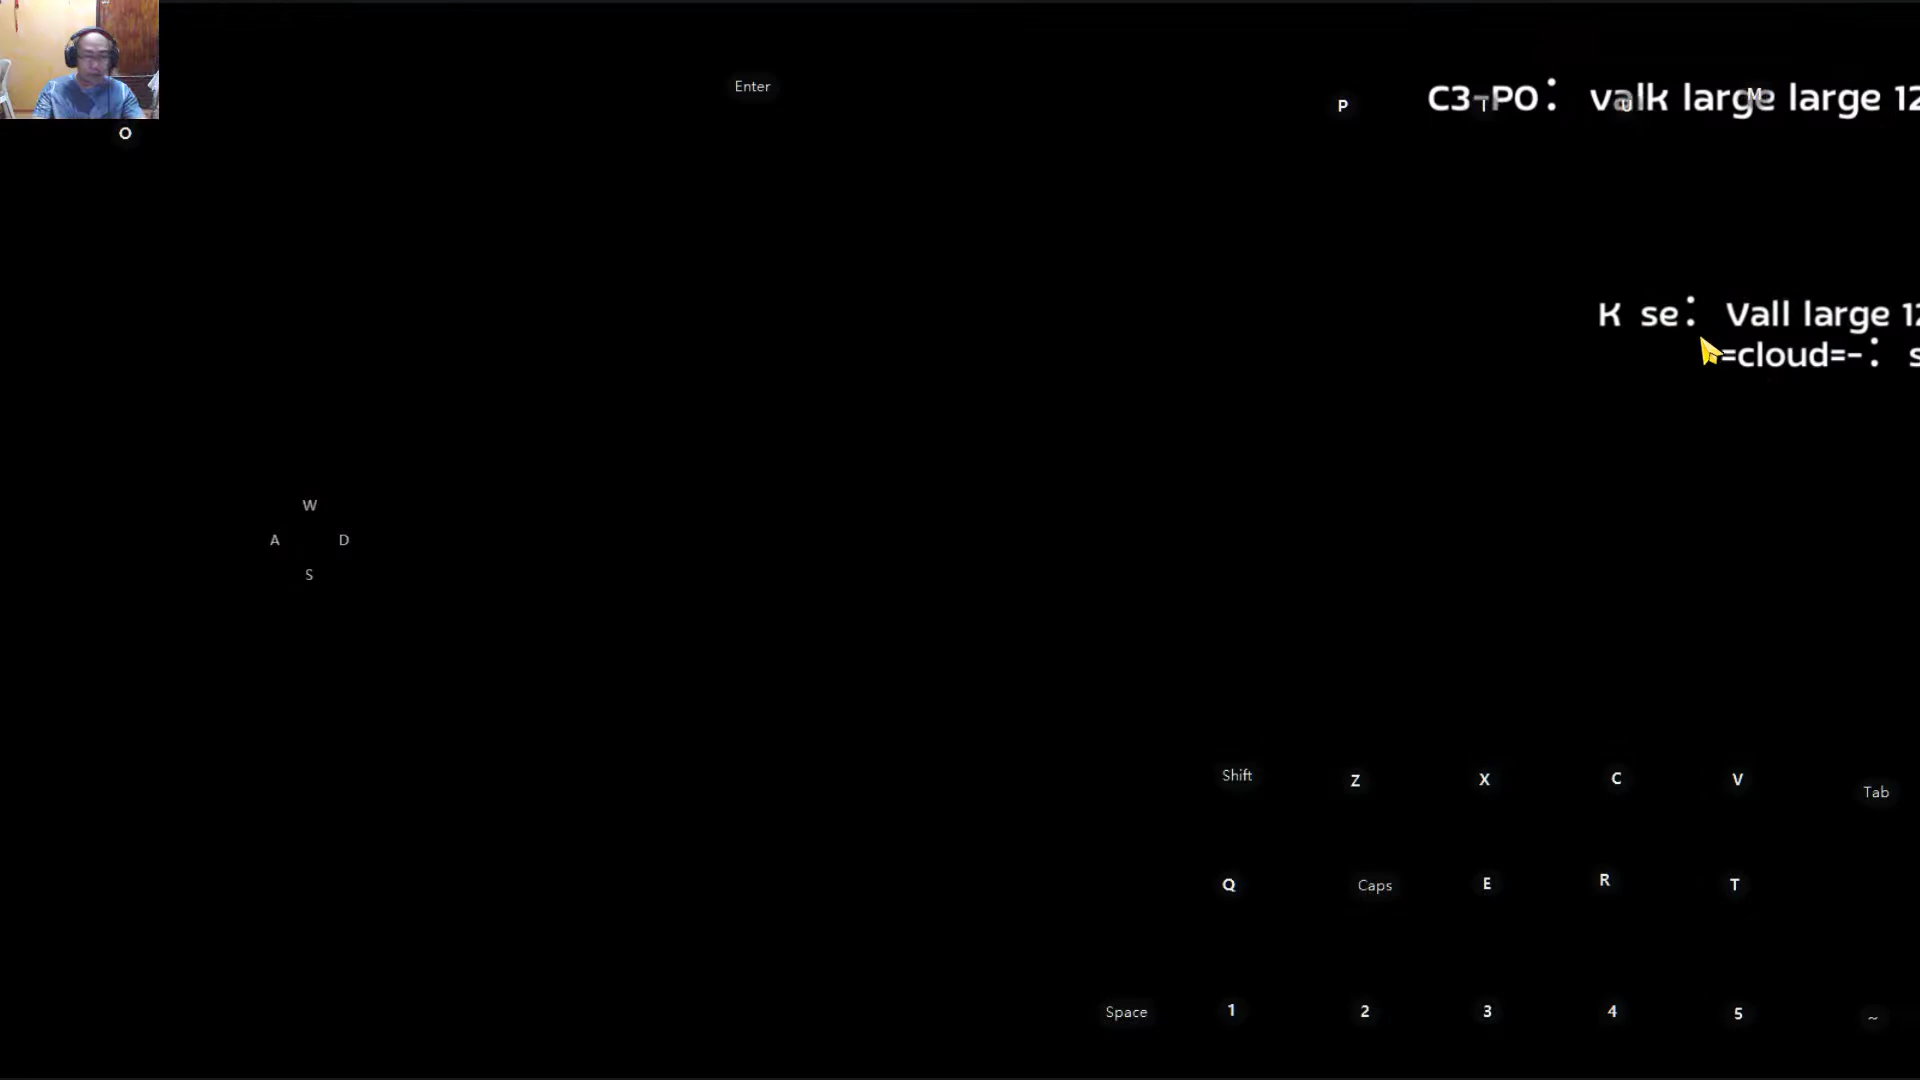 Enter
P
C3-PO： valk large large 12
I
U
M
O
K se： Vall large 12
=cloud=-： s
W
A D
S
Shift Z X C V Tab
Q Caps E R T
Space 1 2 3 4 5 ~